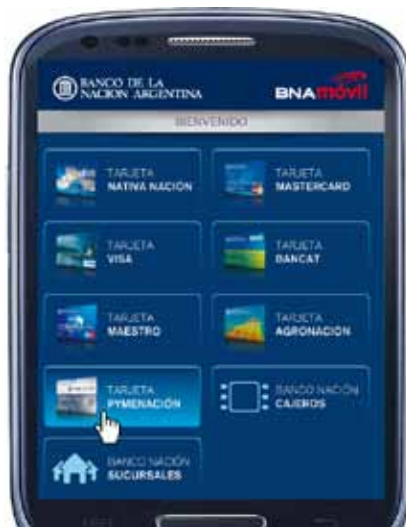 BANCO DE LA
NACION ARGENTINA
BNAmóvil
BIENVENIDO
TARJETA
NATIVA NACIÓN
TARJETA
MASTERCARD
TARJETA
VISA
TARJETA
BANCAT
TARJETA
MAESTRO
TARJETA
AGRONACION
TARJETA
PYMENACIÓN
BANCO NACIÓN
CAJEROS
BANCO NACIÓN
SUCURSALES